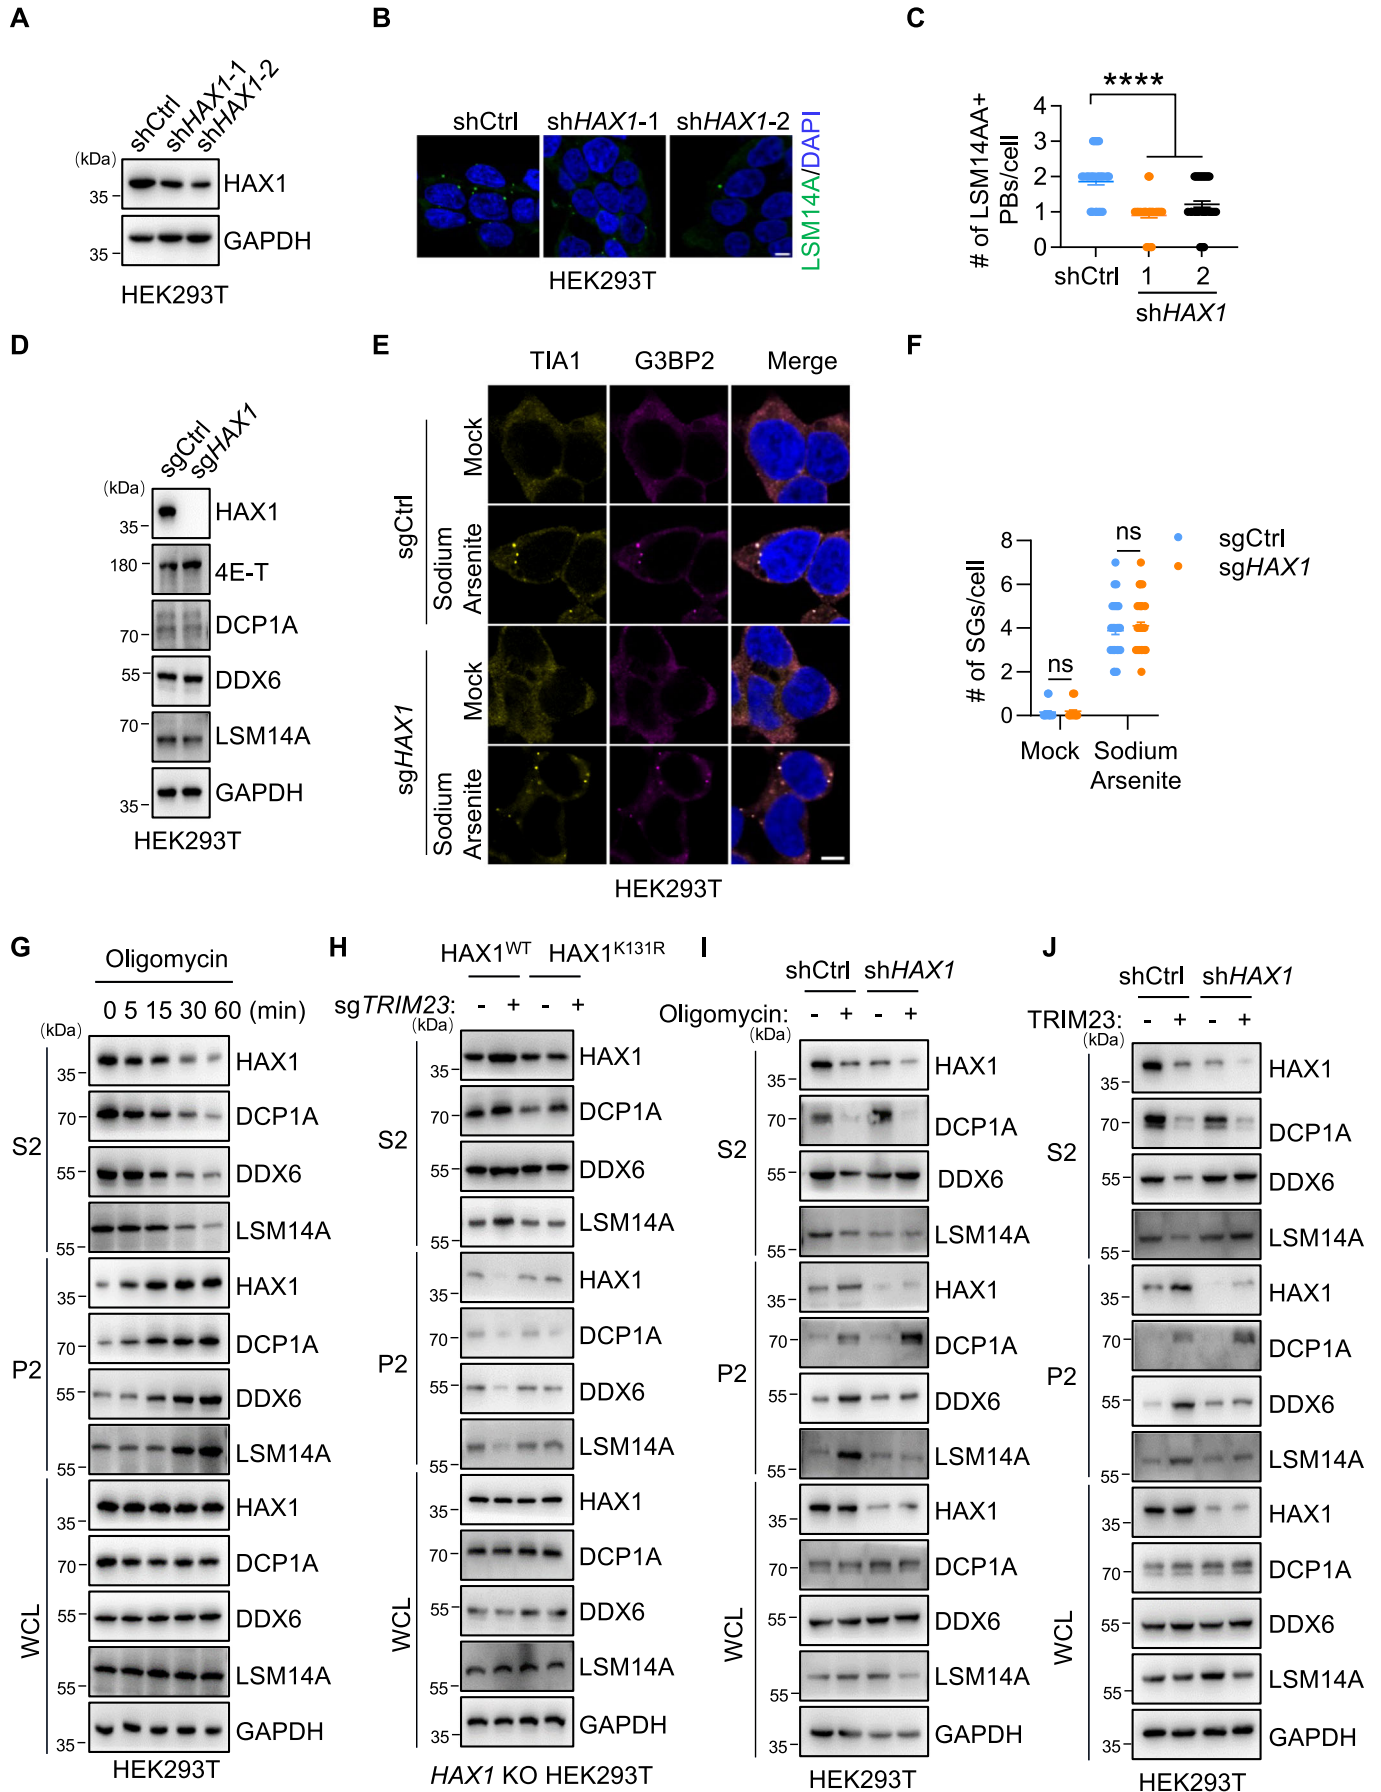 A
shCtrl
shHAX1-1
shHAX1-2
(kDa)
35
HAX1
35
GAPDH
HEK293T
B
shCtrl
shHAX1-1
shHAX1-2
LSM14A/DAPI
HEK293T
C
****
# of LSM14AA+
PBs/cell
4
3
2
1
0
shCtrl
1
2
shHAX1
D
sgCtrl
sgHAX1
(kDa)
35
HAX1
180
4E-T
70
DCP1A
55
DDX6
70
LSM14A
35
GAPDH
HEK293T
E
TIA1
G3BP2
Merge
sgCtrl
Mock
Sodium
Arsenite
sgHAX1
Mock
Sodium
Arsenite
HEK293T
F
# of SGs/cell
8
6
4
2
0
ns
ns
sgCtrl
sgHAX1
Mock
Sodium
Arsenite
G
Oligomycin
0 5 15 30 60 (min)
(kDa)
S2
35
HAX1
70
DCP1A
55
DDX6
55
LSM14A
P2
35
HAX1
70
DCP1A
55
DDX6
55
LSM14A
WCL
35
HAX1
70
DCP1A
55
DDX6
55
LSM14A
35
GAPDH
HEK293T
H
HAX1WT
HAX1K131R
sgTRIM23: - + - +
(kDa)
S2
35
HAX1
70
DCP1A
55
DDX6
55
LSM14A
P2
35
HAX1
70
DCP1A
55
DDX6
55
LSM14A
WCL
35
HAX1
70
DCP1A
55
DDX6
55
LSM14A
35
GAPDH
HAX1 KO HEK293T
I
shCtrl
shHAX1
Oligomycin: - + - +
(kDa)
S2
35
HAX1
70
DCP1A
55
DDX6
55
LSM14A
P2
35
HAX1
70
DCP1A
55
DDX6
55
LSM14A
WCL
35
HAX1
70
DCP1A
55
DDX6
55
LSM14A
35
GAPDH
HEK293T
J
shCtrl
shHAX1
TRIM23: - + - +
(kDa)
S2
35
HAX1
70
DCP1A
55
DDX6
55
LSM14A
P2
35
HAX1
70
DCP1A
55
DDX6
55
LSM14A
WCL
35
HAX1
70
DCP1A
55
DDX6
55
LSM14A
35
GAPDH
HEK293T